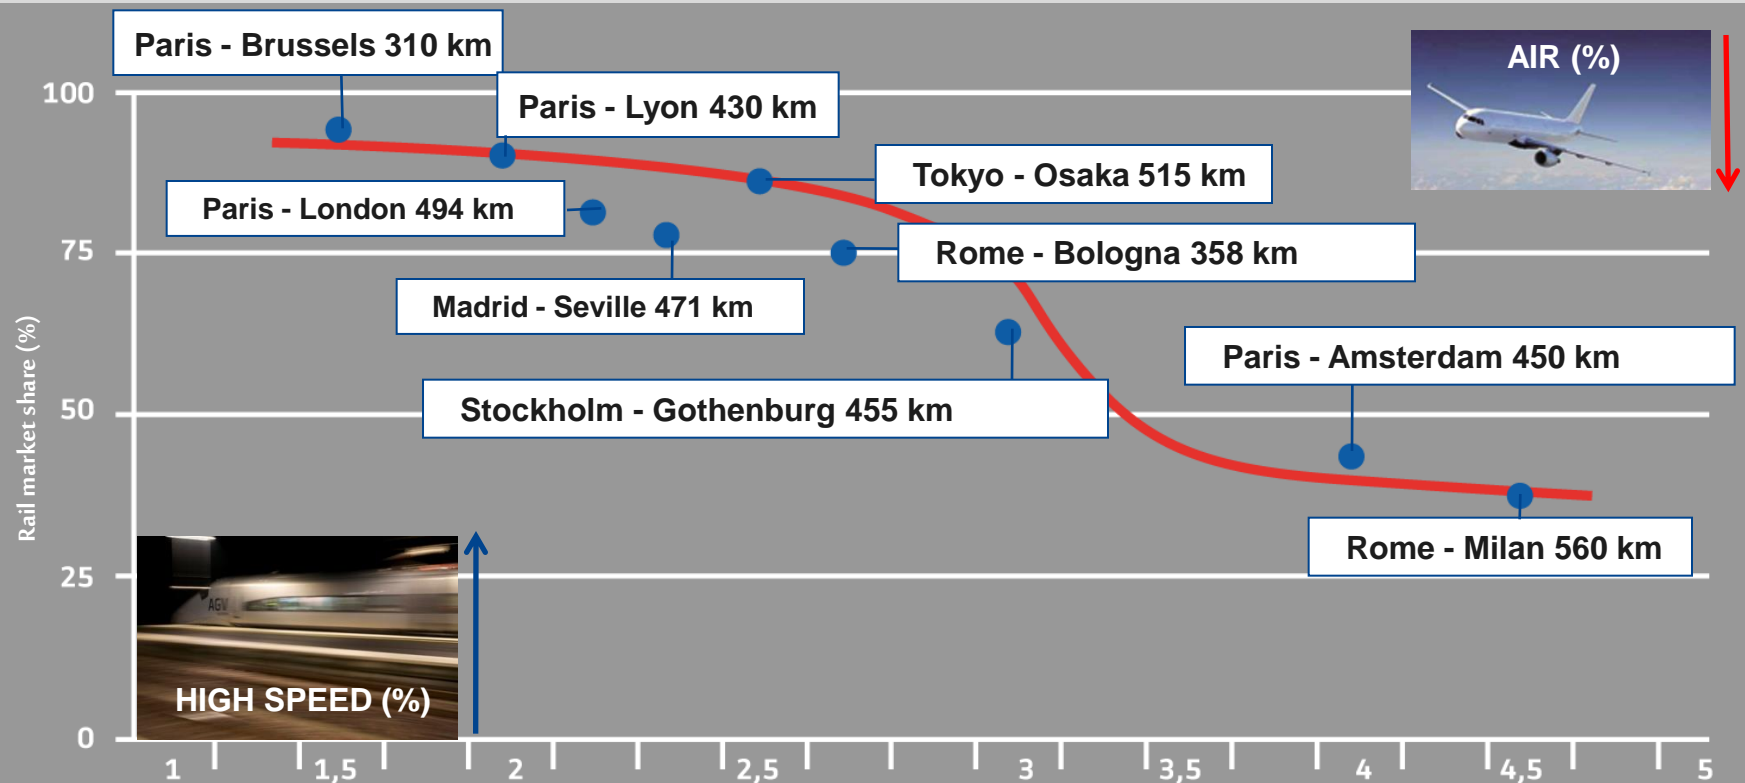 Paris - Brussels 310 km
AIR (%)
100
Paris - Lyon 430 km
Tokyo - Osaka 515 km
Paris - London 494 km
75
Rome - Bologna 358 km
Madrid - Seville 471 km
Rail market share (%)
Paris - Amsterdam 450 km
50
Stockholm - Gothenburg 455 km
Rome - Milan 560 km
25
AGV
HIGH SPEED (%)
0
1 1,5 2 2,5 3 3,5 4 4,5 5